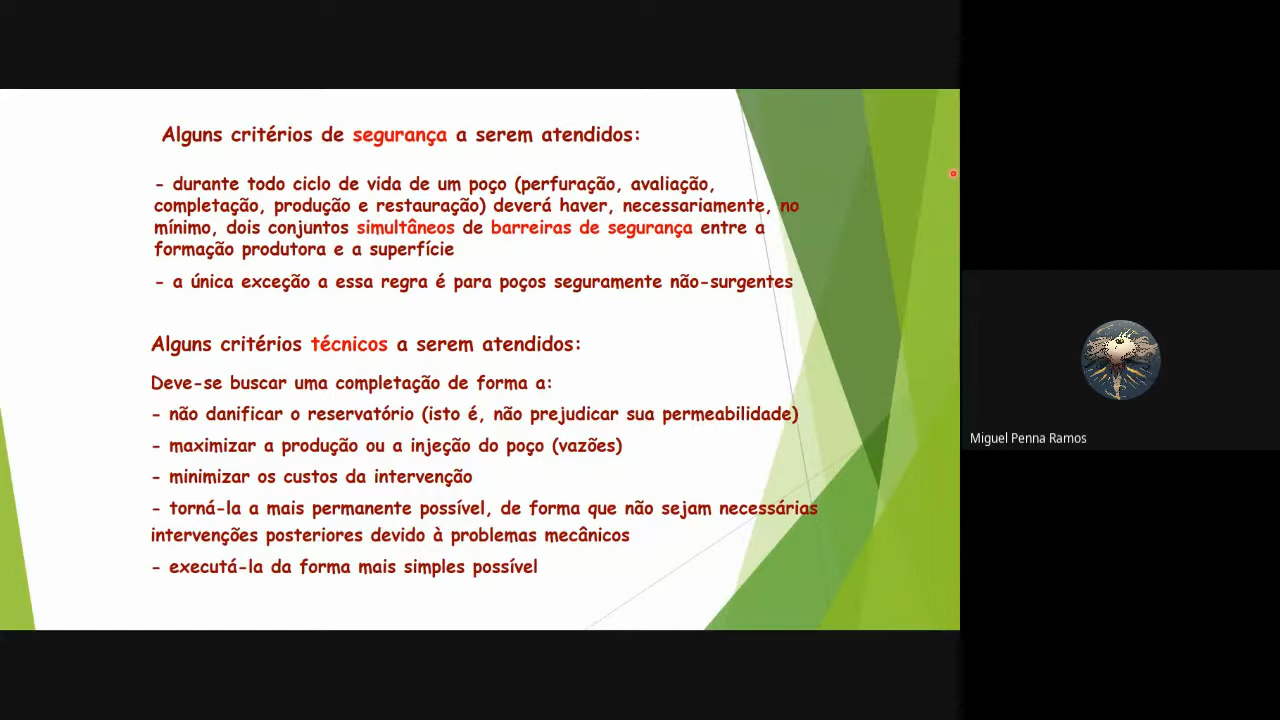 Alguns critérios de segurança a serem atendidos:
- durante todo ciclo de vida de um poço (perfuração, avaliação,
completação, produção e restauração) deverá haver, necessariamente, no
mínimo, dois conjuntos simultâneos de barreiras de segurança entre a
formação produtora e a superfície
- a única exceção a essa regra é para poços seguramente não-surgentes
Alguns critérios técnicos a serem atendidos:
Deve-se buscar uma completação de forma a:
- não danificar o reservatório (isto é, não prejudicar sua permeabilidade)
- maximizar a produção ou a injeção do poço (vazões)
- minimizar os custos da intervenção
- torná-la a mais permanente possível, de forma que não sejam necessárias
intervenções posteriores devido à problemas mecânicos
- executá-la da forma mais simples possível
Miguel Penna Ramos